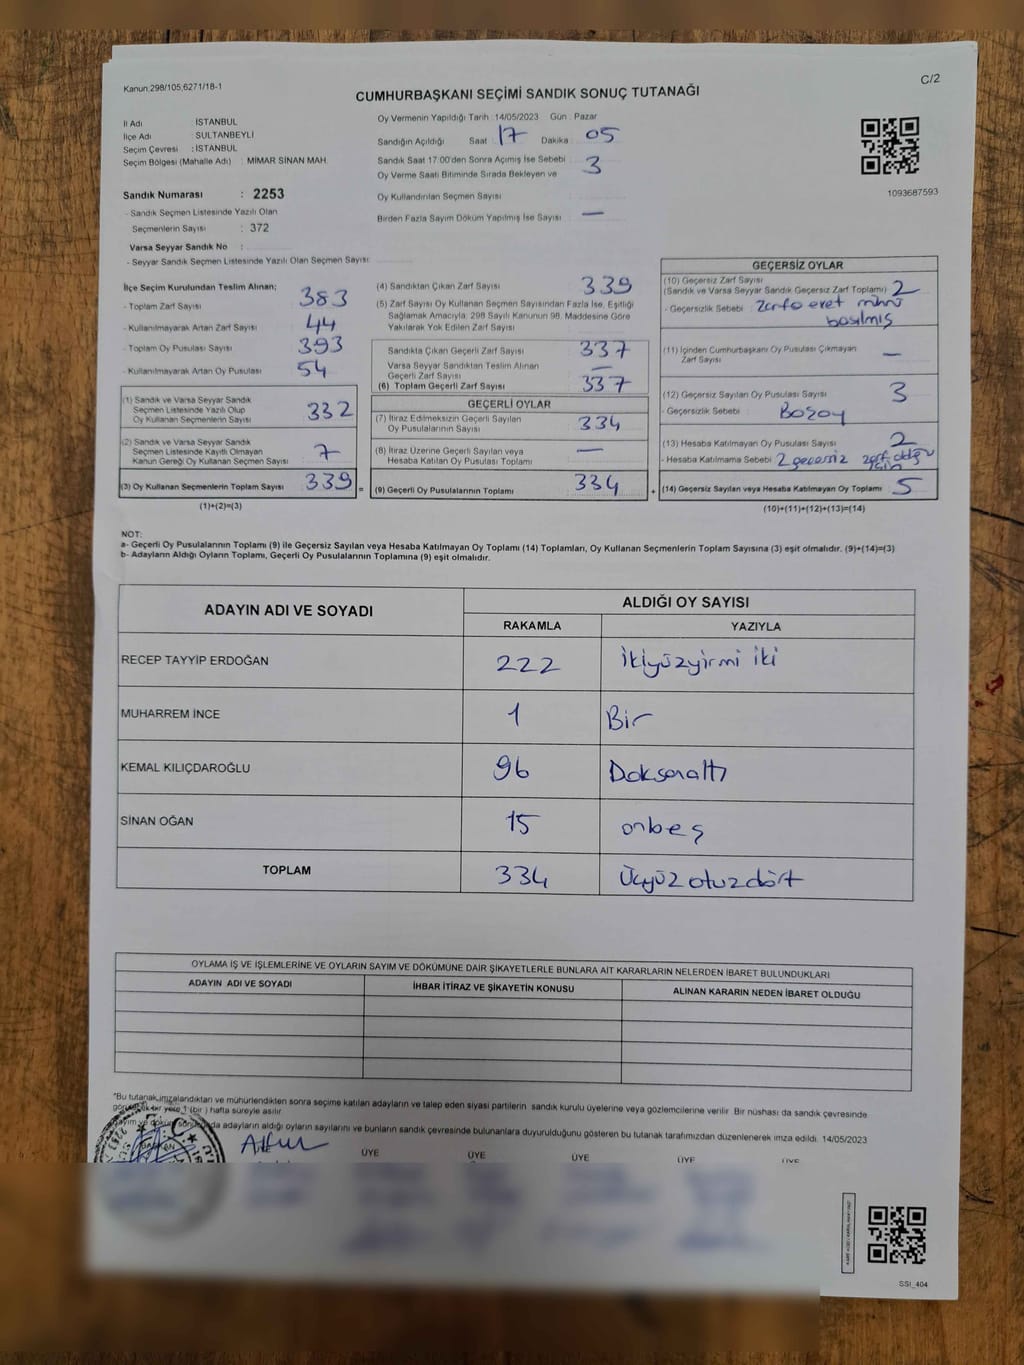 Kanun:298/105,6271/18-1
C/2
CUMHURBAŞKANI SEÇİMİ SANDIK SONUÇ TUTANAĞI
İl Adı : İSTANBUL
İlçe Adı : SULTANBEYLİ
Seçim Çevresi : İSTANBUL
Seçim Bölgesi (Mahalle Adı) : MİMAR SİNAN MAH.
Sandık Numarası : 2253
- Sandık Seçmen Listesinde Yazılı Olan
Seçmenlerin Sayısı : 372
Varsa Seyyar Sandık No :
- Seyyar Sandık Seçmen Listesinde Yazılı Olan Seçmen Sayısı:
Oy Vermenin Yapıldığı Tarih :14/05/2023 Gün : Pazar
Sandığın Açıldığı Saat 17 Dakika : 05
Sandık Saat 17:00'den Sonra Açımış İse Sebebi :
Oy Verme Saati Bitiminde Sırada Bekleyen ve 3
Oy Kullandırılan Seçmen Sayısı
Birden Fazla Sayım Döküm Yapılmış İse Sayısı : —
1093687593
İlçe Seçim Kurulundan Teslim Alınan;
- Toplam Zarf Sayısı : 383
- Kullanılmayarak Artan Zarf Sayısı : 44
- Toplam Oy Pusulası Sayısı : 393
- Kullanılmayarak Artan Oy Pusulası : 54
(1) Sandık ve Varsa Seyyar Sandık
Seçmen Listesinde Yazılı Olup
Oy Kullanan Seçmenlerin Sayısı : 332
(2) Sandık ve Varsa Seyyar Sandık
Seçmen Listesinde Kayıtlı Olmayan
Kanun Gereği Oy Kullanan Seçmen Sayısı : 7
(3) Oy Kullanan Seçmenlerin Toplam Sayısı : 339 =
(1)+(2)=(3)
(4) Sandıktan Çıkan Zarf Sayısı : 339
(5) Zarf Sayısı Oy Kullanan Seçmen Sayısından Fazla İse, Eşitliği
Sağlamak Amacıyla, 298 Sayılı Kanunun 98. Maddesine Göre
Yakılarak Yok Edilen Zarf Sayısı :
Sandıkta Çıkan Geçerli Zarf Sayısı : 337
Varsa Seyyar Sandıktan Teslim Alınan
Geçerli Zarf Sayısı : —
(6) Toplam Geçerli Zarf Sayısı : 337
GEÇERLİ OYLAR
(7) İtiraz Edilmeksizin Geçerli Sayılan
Oy Pusulalarının Sayısı : 334
(8) İtiraz Üzerine Geçerli Sayılan veya
Hesaba Katılan Oy Pusulası Toplamı : —
(9) Geçerli Oy Pusulalarının Toplamı : 334 +
GEÇERSİZ OYLAR
(10) Geçersiz Zarf Sayısı
(Sandık ve Varsa Seyyar Sandık Geçersiz Zarf Toplamı) : 2
- Geçersizlik Sebebi : Zarfa evet mührü
basılmış
(11) İçinden Cumhurbaşkanı Oy Pusulası Çıkmayan
Zarf Sayısı : —
(12) Geçersiz Sayılan Oy Pusulası Sayısı : 3
- Geçersizlik Sebebi :
(13) Hesaba Katılmayan Oy Pusulası Sayısı : 2
- Hesaba Katılmama Sebebi : 2 geçersiz zarf olduğu
için
(14) Geçersiz Sayılan veya Hesaba Katılmayan Oy Toplamı : 5
(10)+(11)+(12)+(13)=(14)
NOT:
a- Geçerli Oy Pusulalarının Toplamı (9) ile Geçersiz Sayılan veya Hesaba Katılmayan Oy Toplamı (14) Toplamları, Oy Kullanan Seçmenlerin Toplam Sayısına (3) eşit olmalıdır. (9)+(14)=(3)
b- Adayların Aldığı Oyların Toplamı, Geçerli Oy Pusulalarının Toplamına (9) eşit olmalıdır.
ADAYIN ADI VE SOYADI
ALDIĞI OY SAYISI
RAKAMLA YAZIYLA
RECEP TAYYİP ERDOĞAN 222 ikiyüzyirmi iki
MUHARREM İNCE 1 Bir
KEMAL KILIÇDAROĞLU 96 Doksanaltı
SİNAN OĞAN 15 onbeş
TOPLAM 334 Üçyüz otuzdört
OYLAMA İŞ VE İŞLEMLERİNE VE OYLARIN SAYIM VE DÖKÜMÜNE DAİR ŞİKAYETLERLE BUNLARA AİT KARARLARIN NELERDEN İBARET BULUNDUKLARI
ADAYIN ADI VE SOYADI İHBAR İTİRAZ VE ŞİKAYETİN KONUSU ALINAN KARARIN NEDEN İBARET OLDUĞU
*Bu tutanak imzalandıktan ve mühürlendikten sonra seçime katılan adayların ve talep eden siyasi partilerin sandık kurulu üyelerine veya gözlemcilerine verilir. Bir nüshası da sandık çevresinde
yere 1 (bir) hafta süreyle asılır.
adayların aldığı oyların sayılarını ve bunların sandık çevresinde bulunanlara duyurulduğunu gösteren bu tutanak tarafımızdan düzenlenerek imza edildi. 14/05/2023
BAŞKAN ÜYE ÜYE ÜYE ÜYE ÜYE
SSI_404